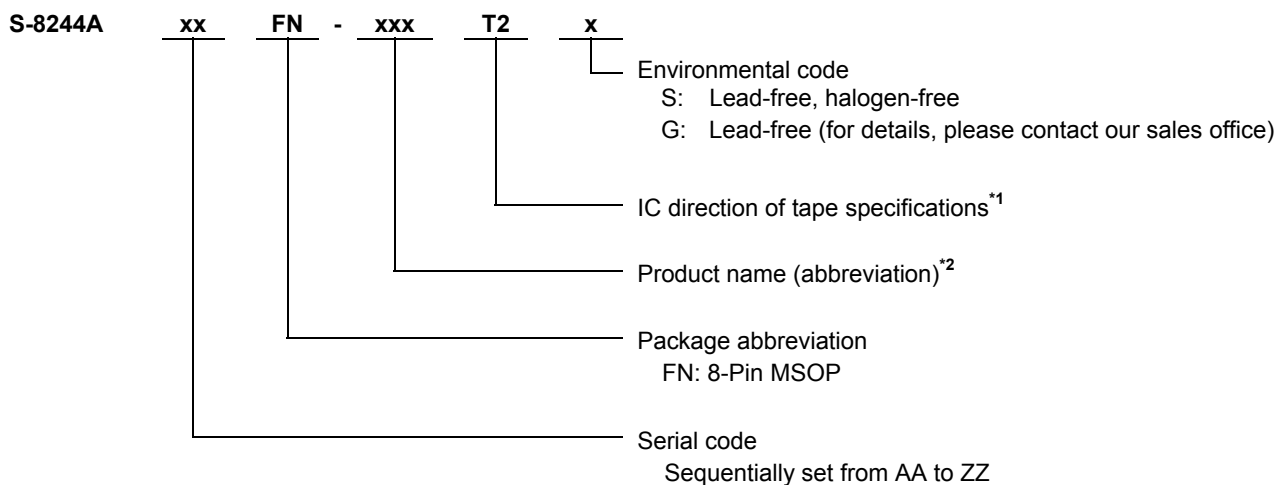 S-8244A xx FN - xxx T2 x
Environmental code
S: Lead-free, halogen-free
G: Lead-free (for details, please contact our sales office)
IC direction of tape specifications*1
Product name (abbreviation)*2
Package abbreviation
FN: 8-Pin MSOP
Serial code
Sequentially set from AA to ZZ